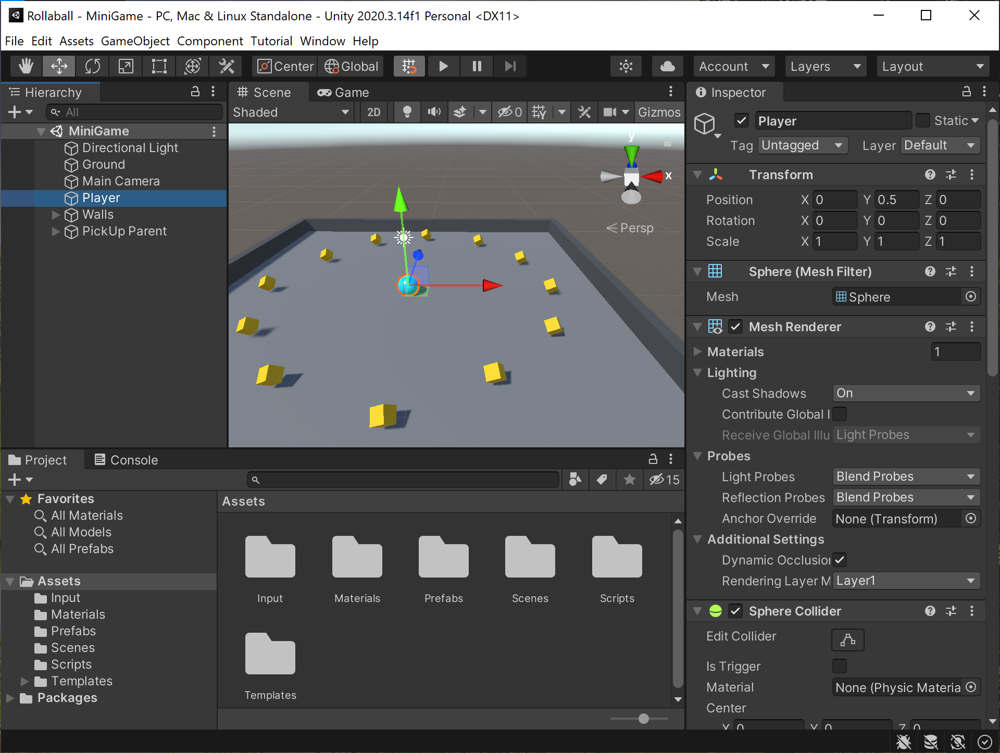 Rollaball - MiniGame - PC, Mac & Linux Standalone - Unity 2020.3.14f1 Personal <DX11>
File Edit Assets GameObject Component Tutorial Window Help
Center Global Account Layers Layout
Hierarchy
All
MiniGame
Directional Light
Ground
Main Camera
Player
Walls
PickUp Parent
Scene Game
Shaded 2D 0 Gizmos
y
x
Persp
Inspector
Player Static
Tag Untagged Layer Default
Transform
Position X 0 Y 0.5 Z 0
Rotation X 0 Y 0 Z 0
Scale X 1 Y 1 Z 1
Sphere (Mesh Filter)
Mesh Sphere
Mesh Renderer
Materials 1
Lighting
Cast Shadows On
Contribute Global I
Receive Global Illu Light Probes
Probes
Light Probes Blend Probes
Reflection Probes Blend Probes
Anchor Override None (Transform)
Additional Settings
Dynamic Occlusion
Rendering Layer M Layer1
Sphere Collider
Edit Collider
Is Trigger
Material None (Physic Materia
Center
X 0 Y 0 Z 0
Project Console
15
Favorites
All Materials
All Models
All Prefabs
Assets
Input
Materials
Prefabs
Scenes
Scripts
Templates
Packages
Assets
Input Materials Prefabs Scenes Scripts
Templates